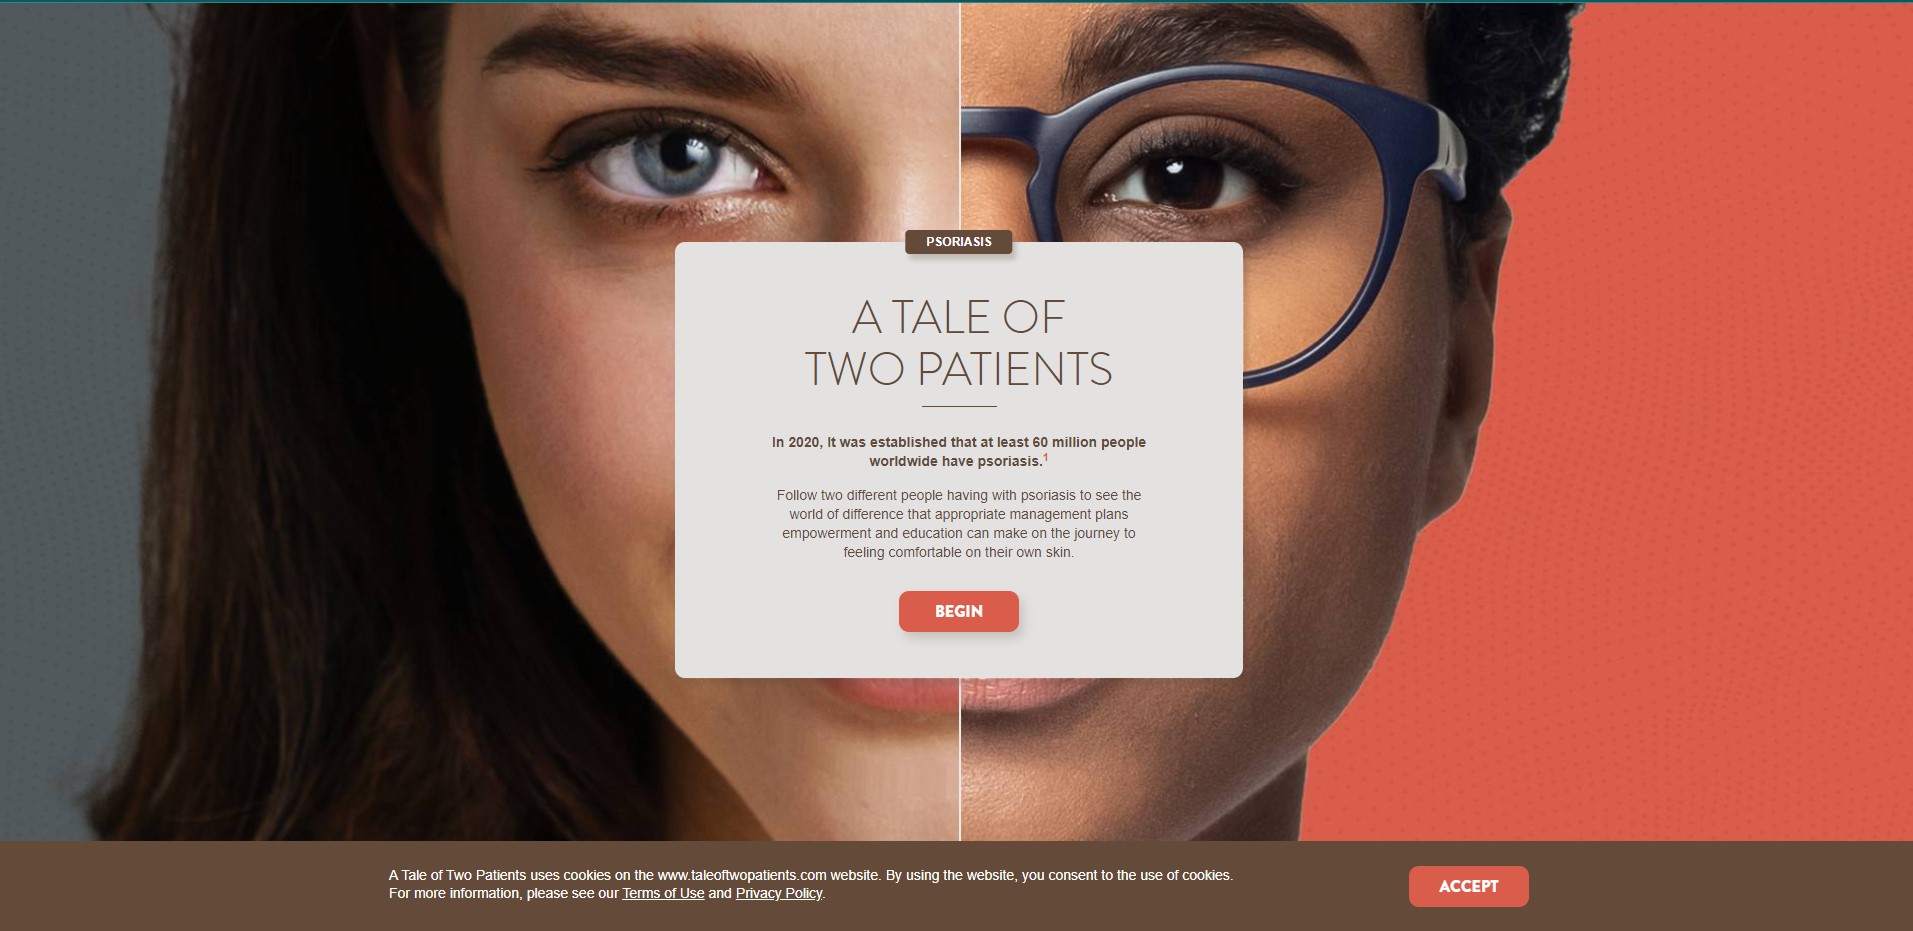 PSORIASIS
A TALE OF
TWO PATIENTS
In 2020, It was established that at least 60 million people
worldwide have psoriasis.1
Follow two different people having with psoriasis to see the
world of difference that appropriate management plans
empowerment and education can make on the journey to
feeling comfortable on their own skin.
BEGIN
A Tale of Two Patients uses cookies on the www.taleoftwopatients.com website. By using the website, you consent to the use of cookies.
For more information, please see our Terms of Use and Privacy Policy.
ACCEPT